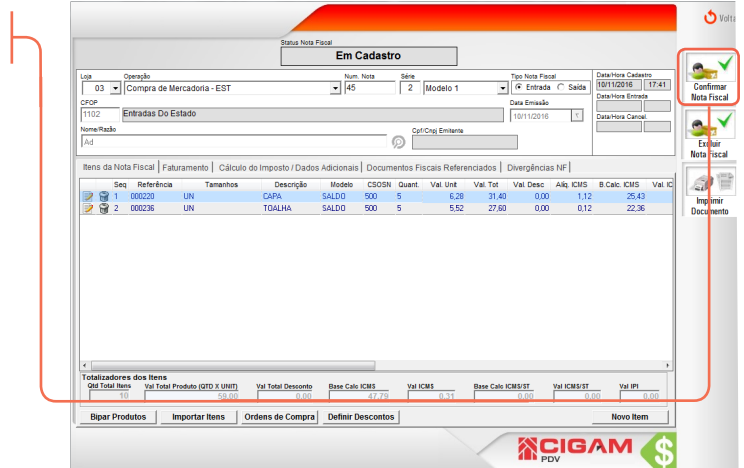 Volta
Status Nota Fiscal
Em Cadastro
Loja Operação Num. Nota Série Tipo Nota Fiscal Data/Hora Cadastro
03 Compra de Mercadoria - EST 45 2 Modelo 1 Entrada Saída 10/11/2016 17:41
CFOP Data Emissão Data/Hora Entrada
1102 Entradas Do Estado 10/11/2016 Data/Hora Cancel.
Nome/Razão Cpf/Cnpj Emitente
Ad
Confirmar
Nota Fiscal
Excluir
Nota Fiscal
Imprimir
Documento
Itens da Nota Fiscal Faturamento Cálculo do Imposto / Dados Adicionais Documentos Fiscais Referenciados Divergências NF
Seq Referência Tamanhos Descrição Modelo CSOSN Quant. Val. Unit Val. Tot Val. Desc Aliq. ICMS B.Calc. ICMS Val. IC
1 000220 UN CAPA SALDO 500 5 6,28 31,40 0,00 1,12 25,43
2 000236 UN TOALHA SALDO 500 5 5,52 27,60 0,00 0,12 22,36
Totalizadores dos Itens
Qtd Total Itens Val Total Produto (QTD X UNIT) Val Total Desconto Base Calc ICMS Val ICMS Base Calc ICMS/ST Val ICMS/ST Val IPI
10 59,00 0,00 47,79 0,31 0,00 0,00 0,00
Bipar Produtos Importar Itens Ordens de Compra Definir Descontos Novo Item
CIGAM
PDV
$